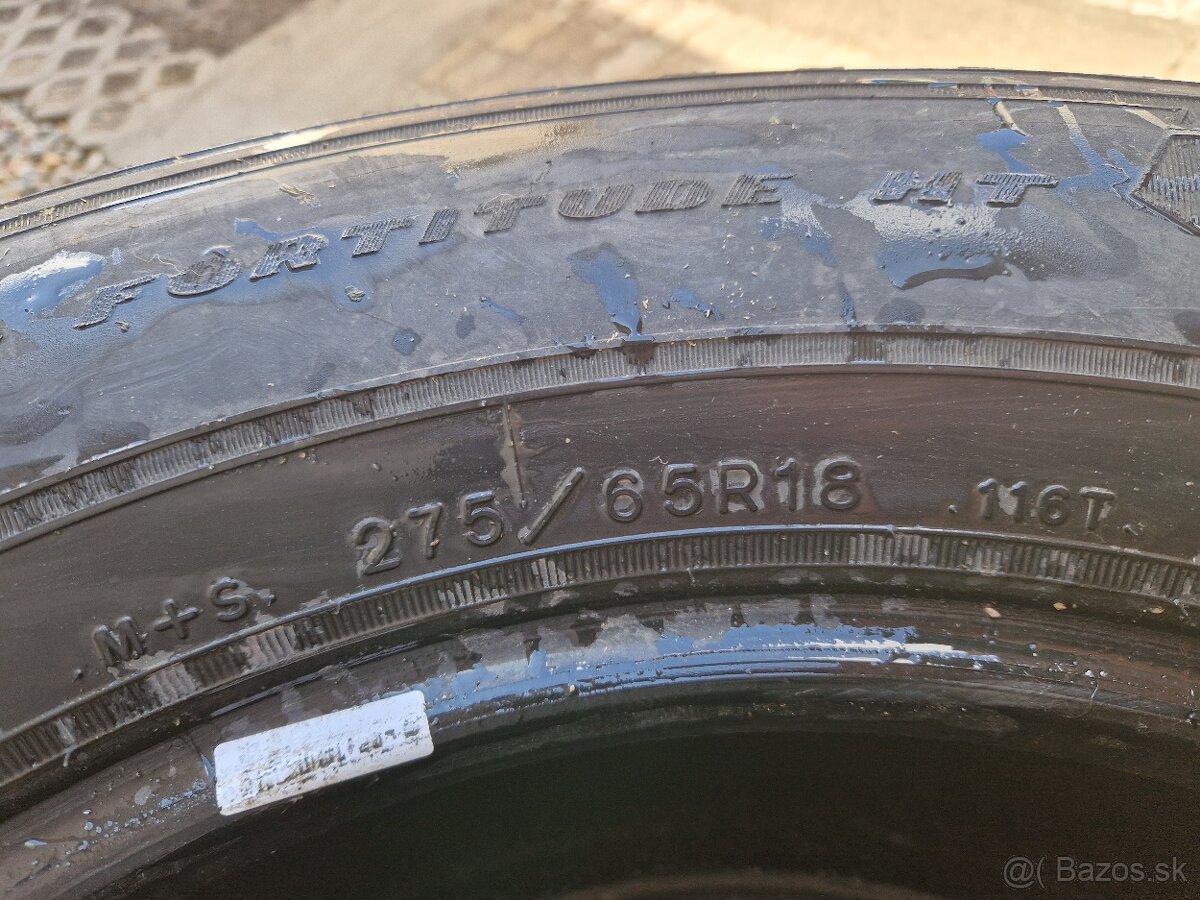 FORTITUDE HT
275/65R18 116T
M+S
@( Bazos.sk